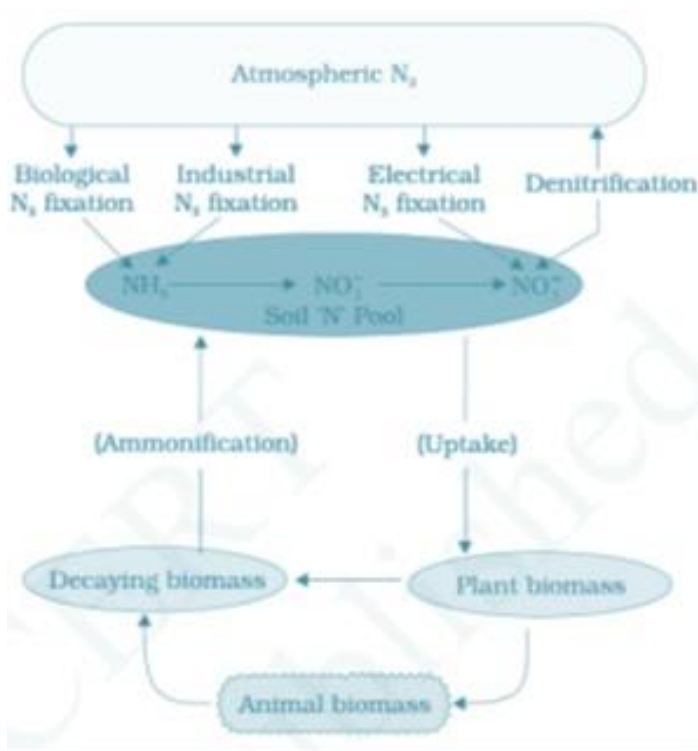 Atmospheric N₂
Biological
N₂ fixation
Industrial
N₂ fixation
Electrical
N₂ fixation
Denitrification
NH₃
NO₂⁻
NO₃⁻
Soil 'N' Pool
(Ammonification)
(Uptake)
Decaying biomass
Plant biomass
Animal biomass